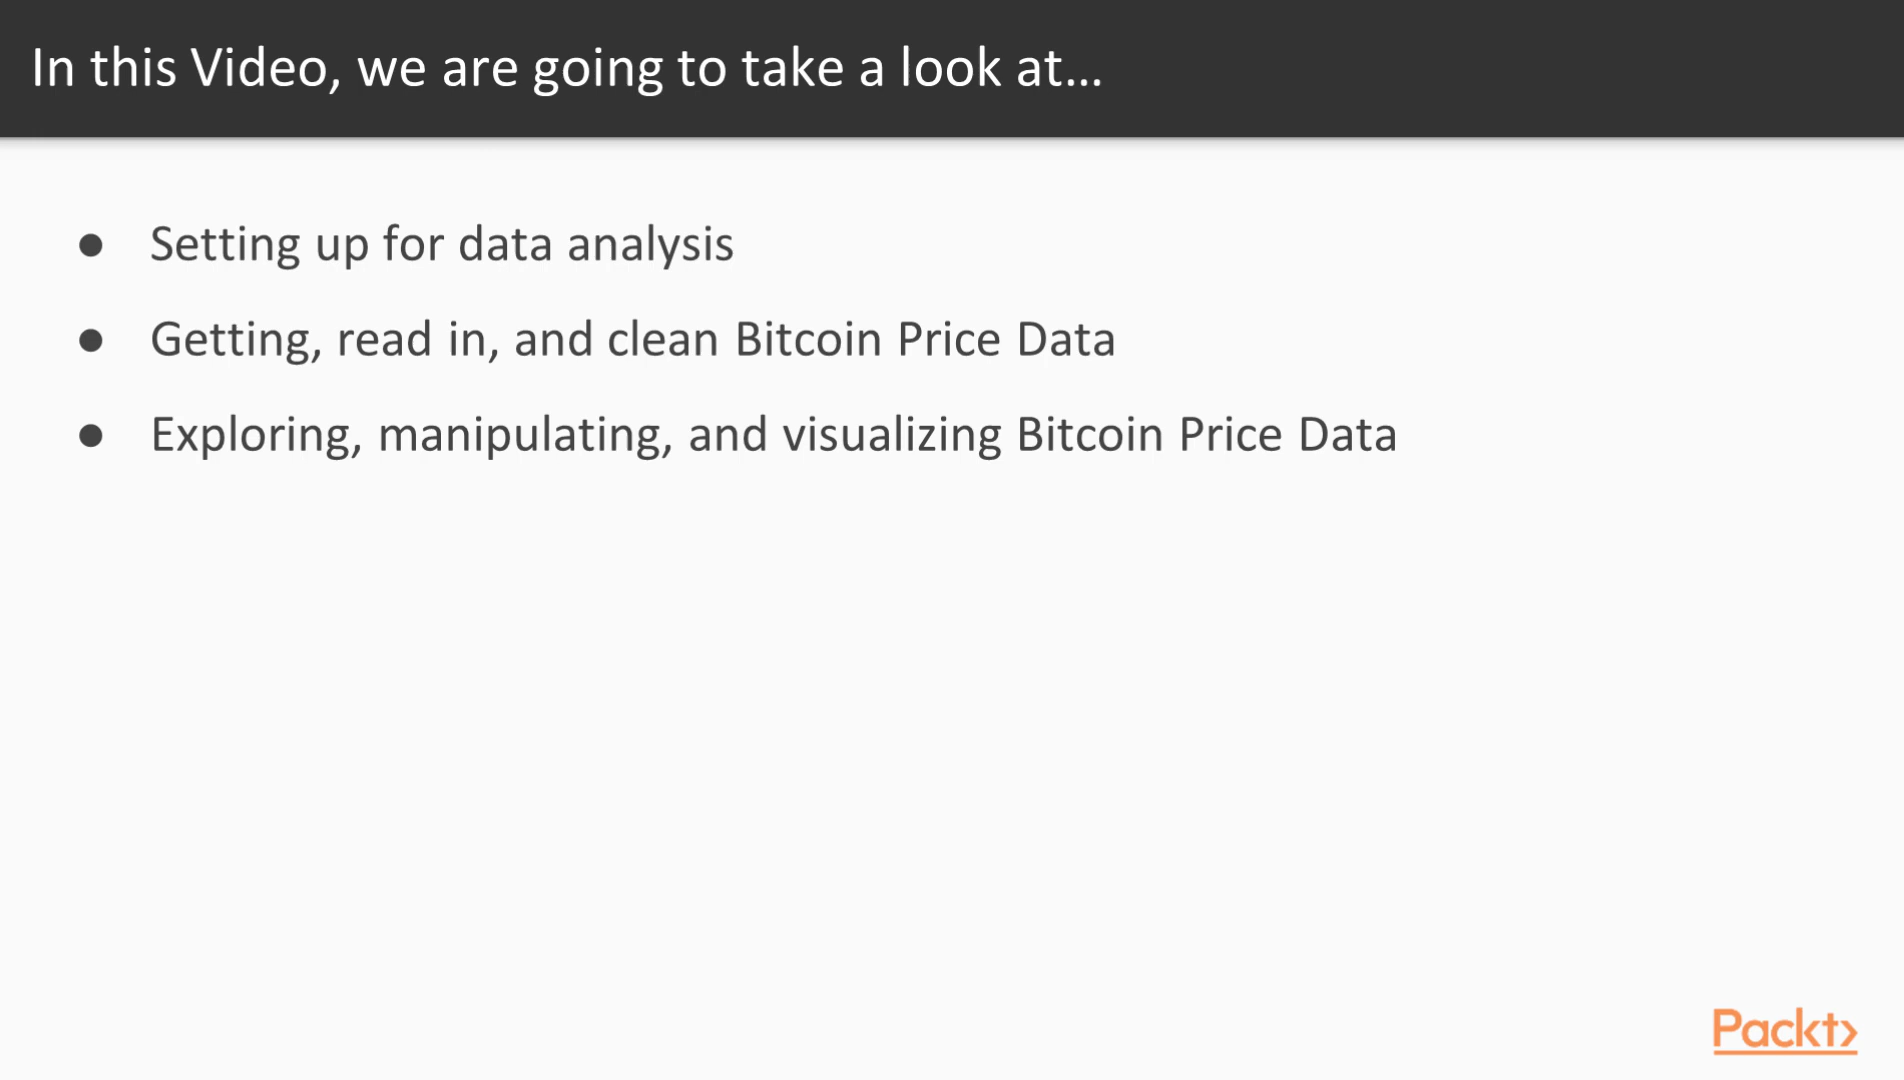 In this Video, we are going to take a look at…
● Setting up for data analysis
● Getting, read in, and clean Bitcoin Price Data
● Exploring, manipulating, and visualizing Bitcoin Price Data
Packt>